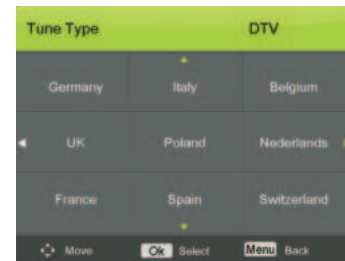 Tune Type DTV
Germany Italy Belgium
UK Poland Nederlands
France Spain Switzerland
Move Ok Select Menu Back